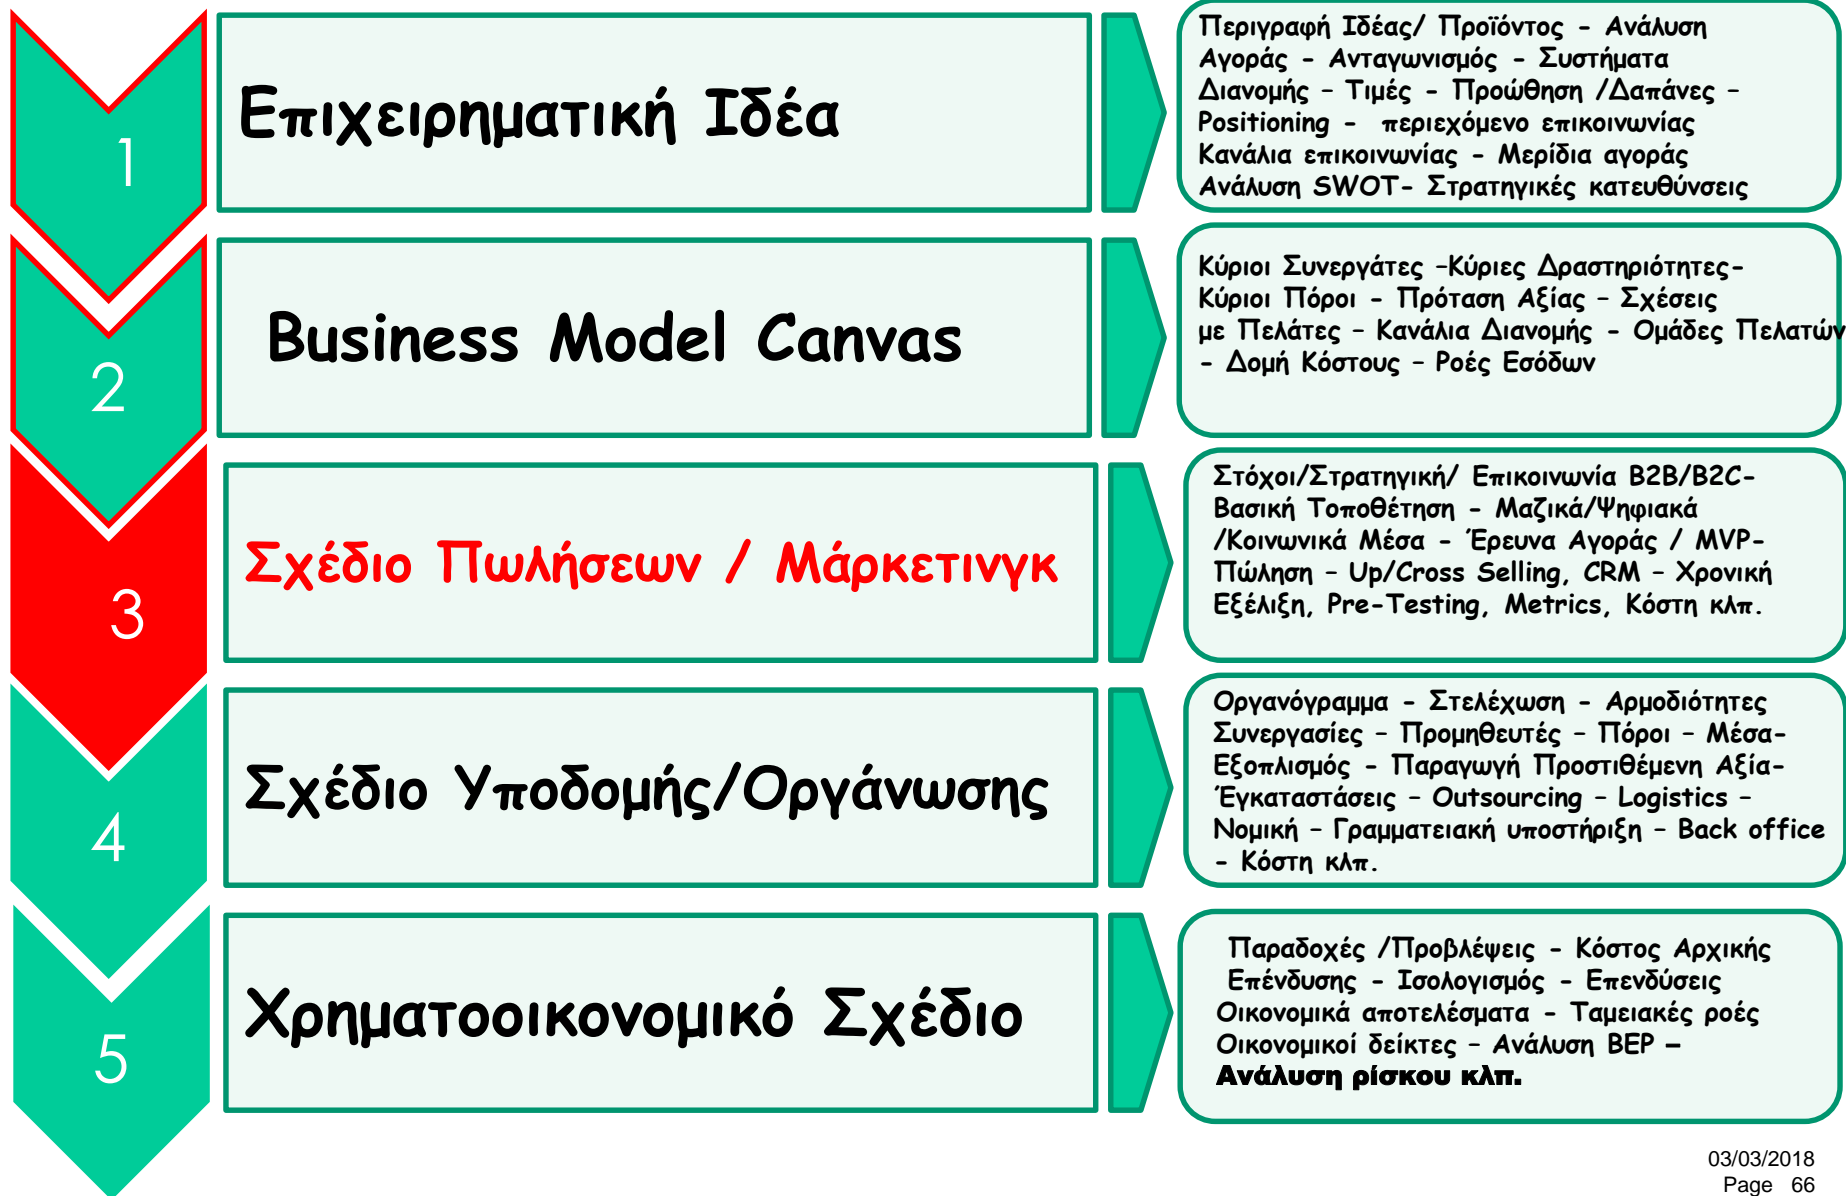 1
Επιχειρηματική Ιδέα
Περιγραφή Ιδέας/ Προϊόντος - Ανάλυση
Αγοράς - Ανταγωνισμός - Συστήματα
Διανομής – Τιμές - Προώθηση /Δαπάνες –
Positioning - περιεχόμενο επικοινωνίας
Κανάλια επικοινωνίας - Μερίδια αγοράς
Ανάλυση SWOT- Στρατηγικές κατευθύνσεις
2
Business Model Canvas
Κύριοι Συνεργάτες –Κύριες Δραστηριότητες-
Κύριοι Πόροι - Πρόταση Αξίας – Σχέσεις
με Πελάτες – Κανάλια Διανομής - Ομάδες Πελατών
- Δομή Κόστους – Ροές Εσόδων
3
Σχέδιο Πωλήσεων / Μάρκετινγκ
Στόχοι/Στρατηγική/ Επικοινωνία B2B/B2C-
Βασική Τοποθέτηση - Μαζικά/Ψηφιακά
/Κοινωνικά Μέσα - Έρευνα Αγοράς / MVP-
Πώληση – Up/Cross Selling, CRM – Χρονική
Εξέλιξη, Pre-Testing, Metrics, Κόστη κλπ.
4
Σχέδιο Υποδομής/Οργάνωσης
Οργανόγραμμα - Στελέχωση - Αρμοδιότητες
Συνεργασίες – Προμηθευτές – Πόροι – Μέσα-
Εξοπλισμός - Παραγωγή Προστιθέμενη Αξία-
Έγκαταστάσεις – Outsourcing – Logistics –
Νομική – Γραμματειακή υποστήριξη – Back office
- Κόστη κλπ.
5
Χρηματοοικονομικό Σχέδιο
Παραδοχές /Προβλέψεις - Κόστος Αρχικής
Επένδυσης - Ισολογισμός - Επενδύσεις
Οικονομικά αποτελέσματα - Ταμειακές ροές
Οικονομικοί δείκτες – Ανάλυση BEP –
Ανάλυση ρίσκου κλπ.
03/03/2018
Page 66